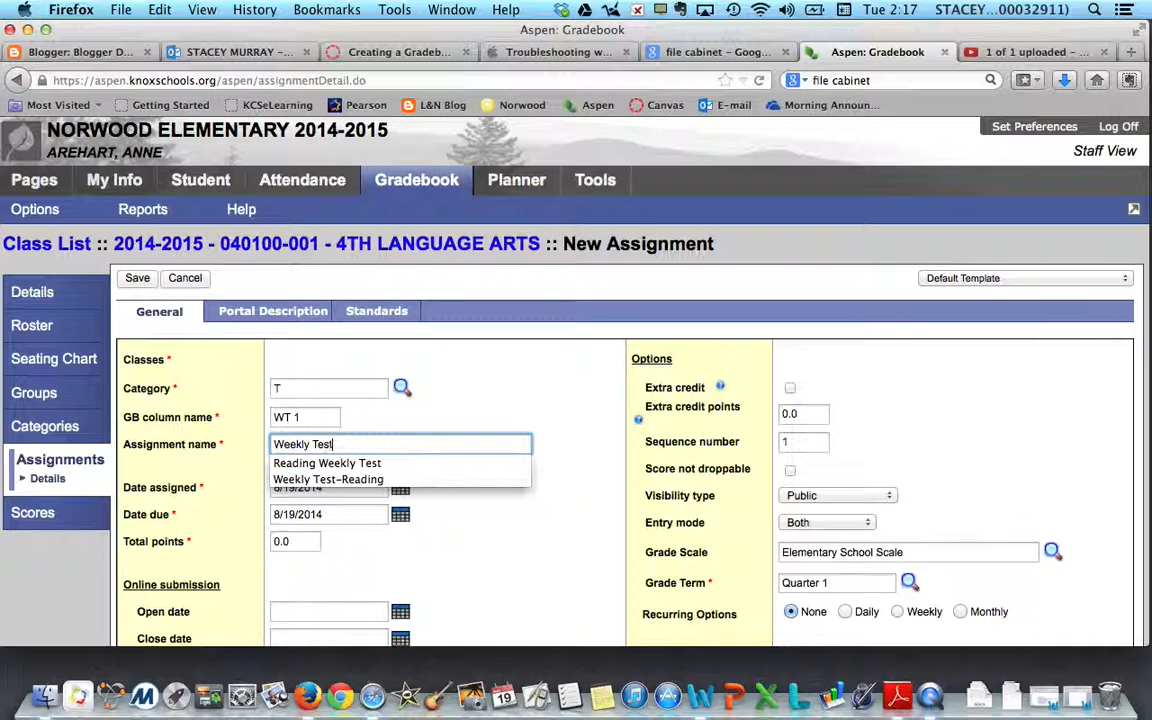 Firefox File Edit View History Bookmarks Tools Window Help Tue 2:17 STACEY...00032911)
Aspen: Gradebook
Blogger: Blogger D... STACEY MURRAY -... Creating a Gradeb... Troubleshooting w... file cabinet - Goog... Aspen: Gradebook 1 of 1 uploaded -...
https://aspen.knoxschools.org/aspen/assignmentDetail.do file cabinet
Most Visited Getting Started KCSeLearning Pearson L&N Blog Norwood Aspen Canvas E-mail Morning Announ...
NORWOOD ELEMENTARY 2014-2015 Set Preferences Log Off
AREHART, ANNE Staff View
Pages My Info Student Attendance Gradebook Planner Tools
Options Reports Help
Class List :: 2014-2015 - 040100-001 - 4TH LANGUAGE ARTS :: New Assignment
Details
Roster
Seating Chart
Groups
Categories
Assignments
Details
Scores
Save Cancel Default Template
General Portal Description Standards
Classes *
Category * T
GB column name * WT 1
Assignment name * Weekly Test
Reading Weekly Test
Weekly Test-Reading
Date assigned * 8/19/2014
Date due * 8/19/2014
Total points * 0.0
Online submission
Open date
Close date
Options
Extra credit
Extra credit points 0.0
Sequence number 1
Score not droppable
Visibility type Public
Entry mode Both
Grade Scale Elementary School Scale
Grade Term * Quarter 1
Recurring Options None Daily Weekly Monthly
19